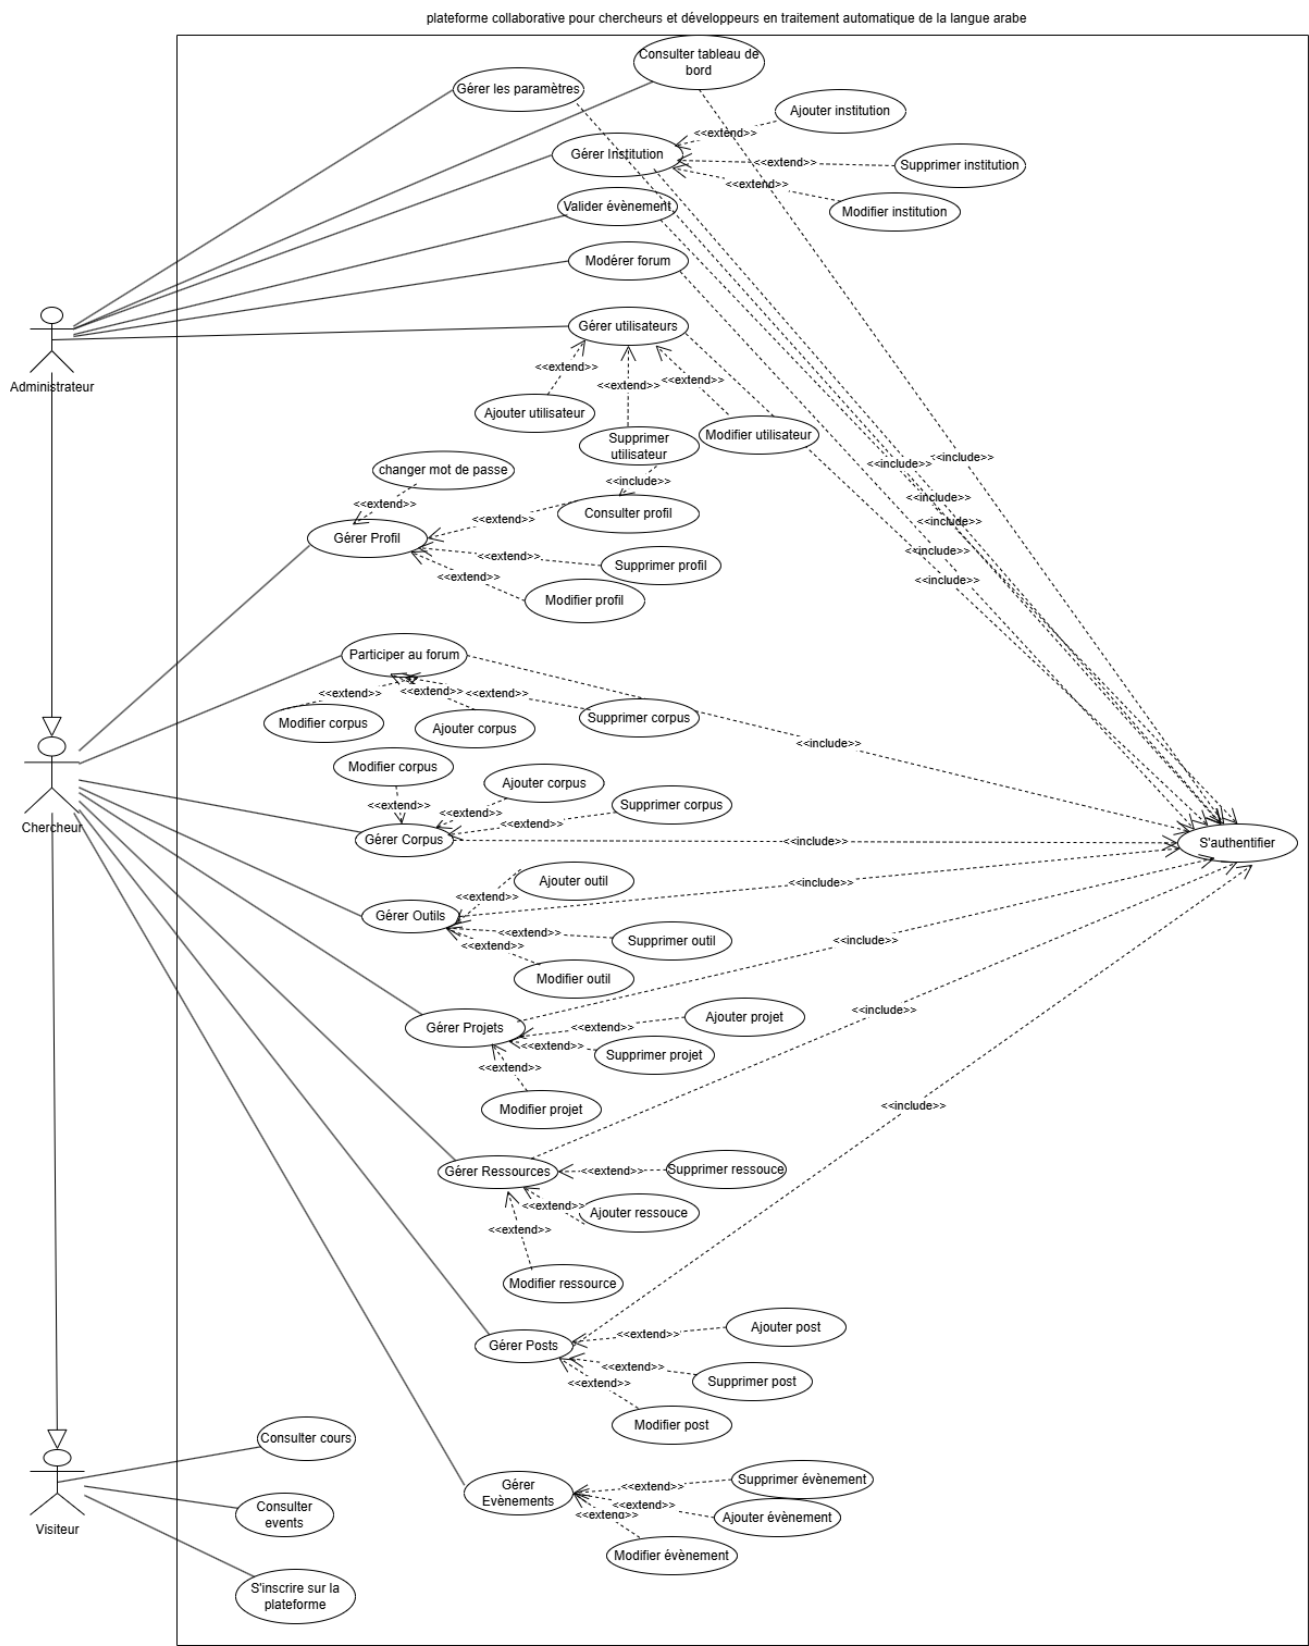 plateforme collaborative pour chercheurs et développeurs en traitement automatique de la langue arabe
Consulter tableau de
bord
Gérer les paramètres
Ajouter institution
<<extend>>
Gérer Institution
<<extend>>
Supprimer institution
<<extend>>
Modifier institution
Valider évènement
Modérer forum
Gérer utilisateurs
Administrateur
<<extend>>
<<extend>>
<<extend>>
Ajouter utilisateur
Supprimer
utilisateur
Modifier utilisateur
changer mot de passe
<<include>>
<<include>>
<<include>>
<<include>>
<<include>>
<<include>>
<<include>>
<<extend>>
Consulter profil
<<extend>>
Gérer Profil
<<extend>>
Supprimer profil
<<extend>>
Modifier profil
Participer au forum
<<extend>>
<<extend>>
<<extend>>
Modifier corpus
Ajouter corpus
Supprimer corpus
<<include>>
Modifier corpus
Ajouter corpus
Supprimer corpus
<<extend>>
<<extend>>
<<extend>>
Chercheur
Gérer Corpus
<<include>>
S'authentifier
Ajouter outil
<<include>>
<<extend>>
Gérer Outils
<<extend>>
Supprimer outil
<<extend>>
<<include>>
Modifier outil
Ajouter projet
<<include>>
Gérer Projets
<<extend>>
<<extend>>
Supprimer projet
<<extend>>
Modifier projet
<<include>>
Gérer Ressources
<<extend>>
Supprimer ressouce
<<extend>>
Ajouter ressouce
<<extend>>
Modifier ressource
Ajouter post
<<extend>>
Gérer Posts
<<extend>>
Supprimer post
<<extend>>
Modifier post
Consulter cours
Gérer
Evènements
Supprimer évènement
<<extend>>
<<extend>>
Ajouter évènement
<<extend>>
Modifier évènement
Consulter
events
Visiteur
S'inscrire sur la
plateforme